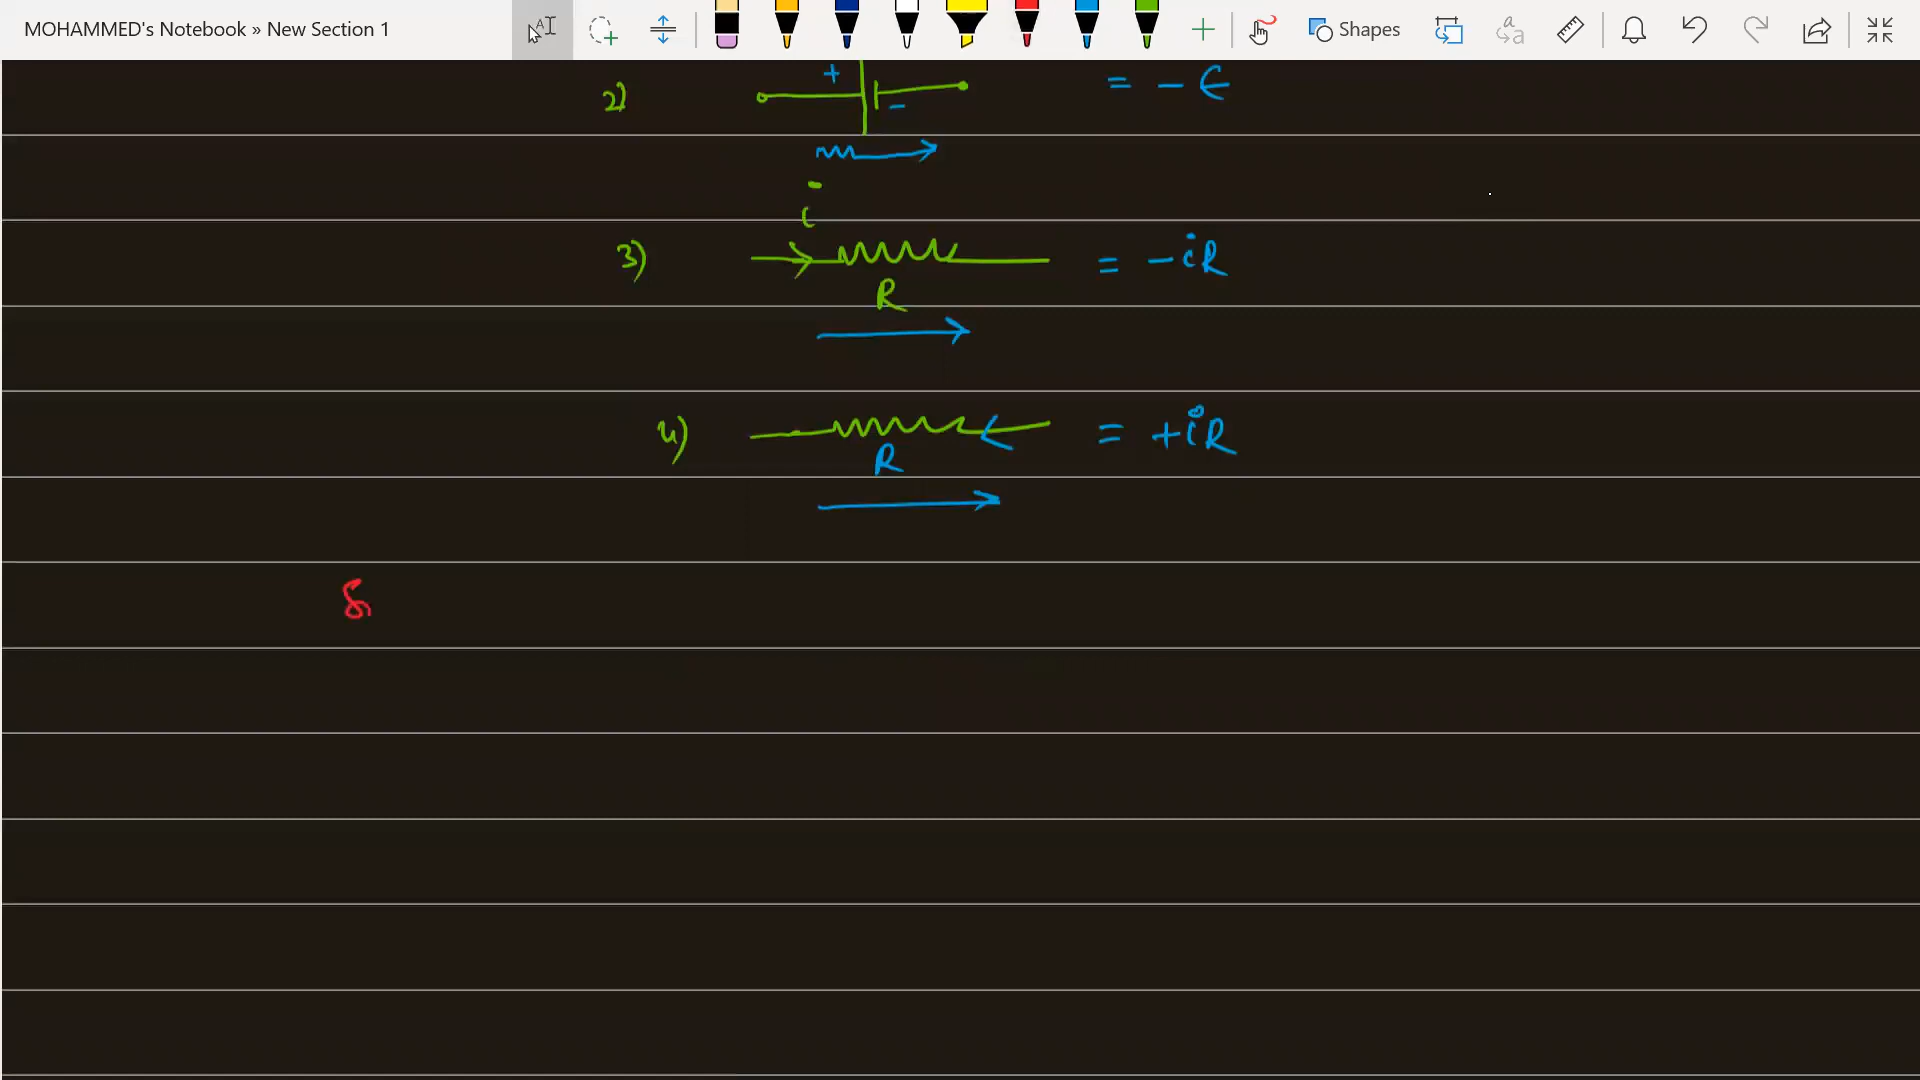 MOHAMMED's Notebook » New Section 1
Shapes
2) + - = - ϵ
i
3) R = -iR
4) R = +iR